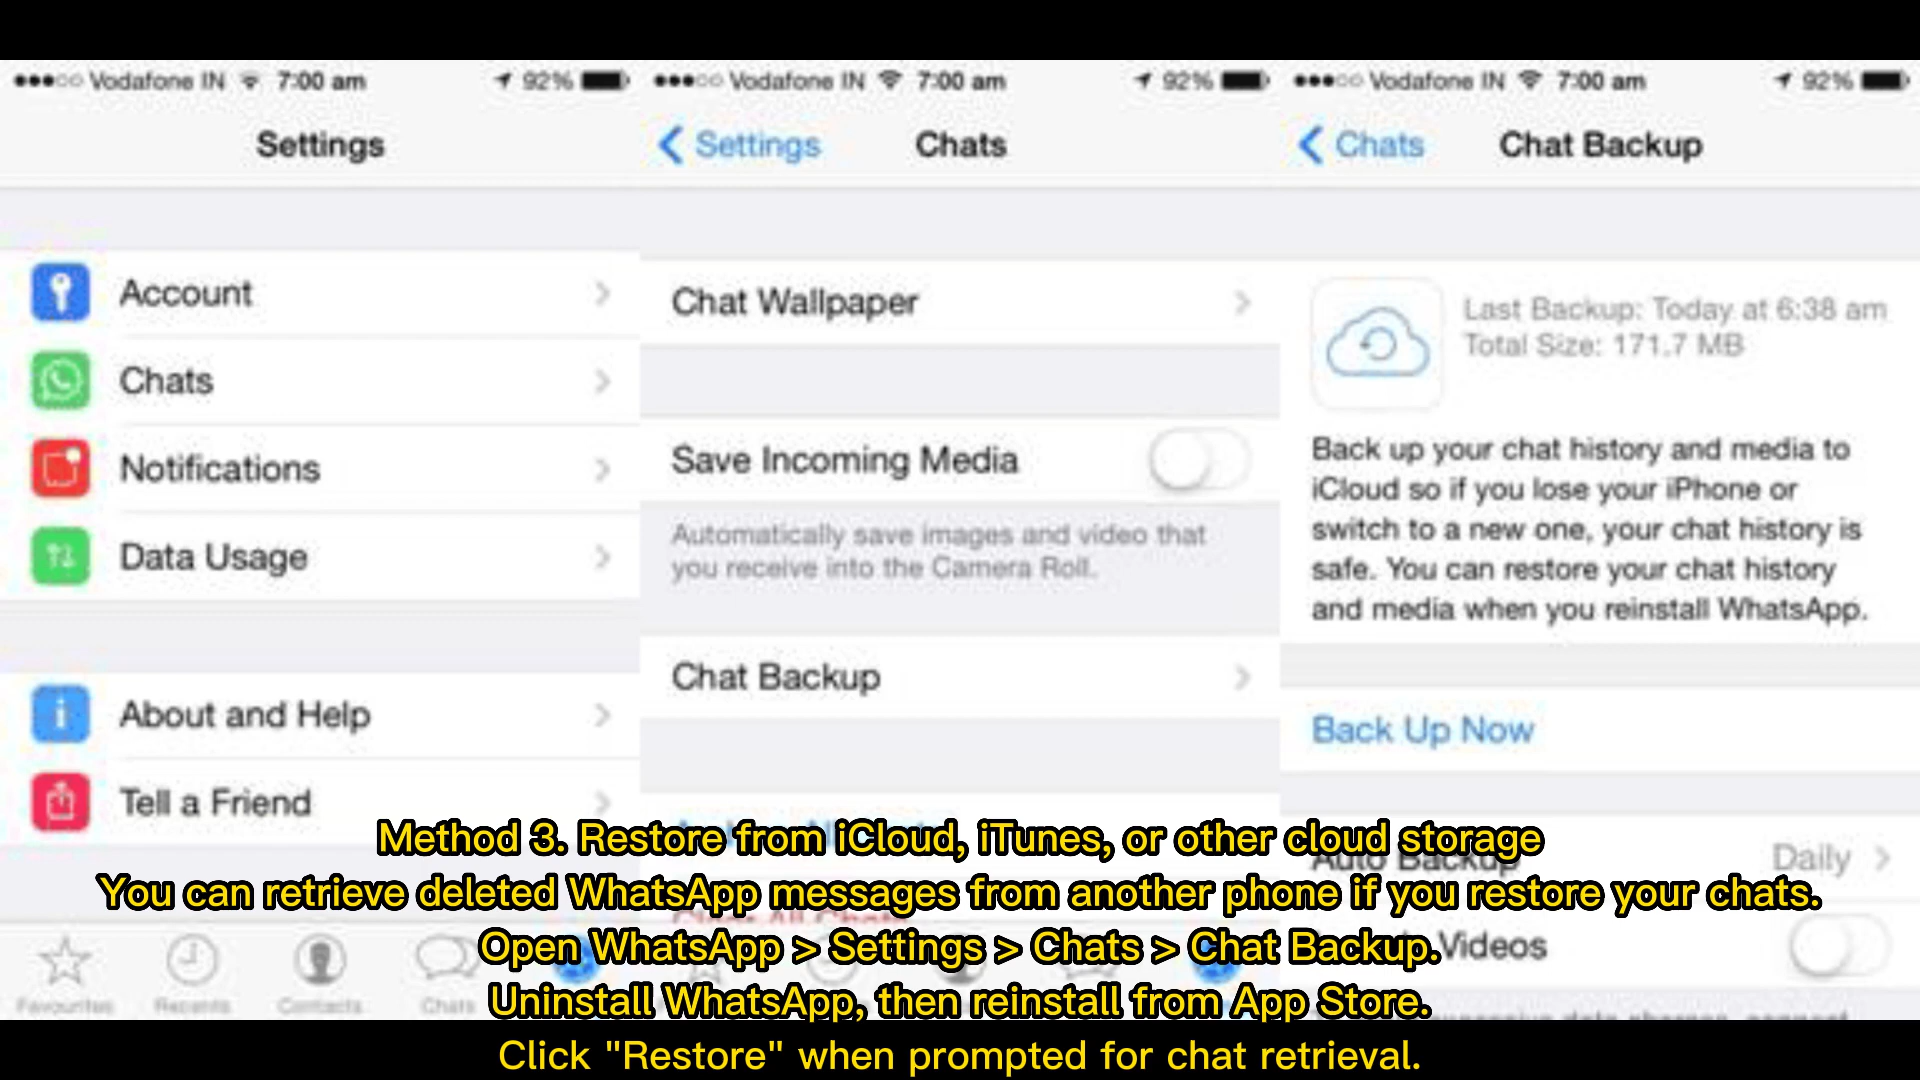 Vodafone IN 7:00 am 92%
Settings
Account
Chats
Notifications
Data Usage
About and Help
Tell a Friend
Favourites Recents Contacts Chats
Vodafone IN 7:00 am 92%
Settings Chats
Chat Wallpaper
Save Incoming Media
Automatically save images and video that
you receive into the Camera Roll.
Chat Backup
Vodafone IN 7:00 am 92%
Chats Chat Backup
Last Backup: Today at 6:38 am
Total Size: 171.7 MB
Back up your chat history and media to
iCloud so if you lose your iPhone or
switch to a new one, your chat history is
safe. You can restore your chat history
and media when you reinstall WhatsApp.
Back Up Now
Auto Backup Daily
Videos
Method 3. Restore from iCloud, iTunes, or other cloud storage
You can retrieve deleted WhatsApp messages from another phone if you restore your chats.
Open WhatsApp > Settings > Chats > Chat Backup.
Uninstall WhatsApp, then reinstall from App Store.
Click "Restore" when prompted for chat retrieval.